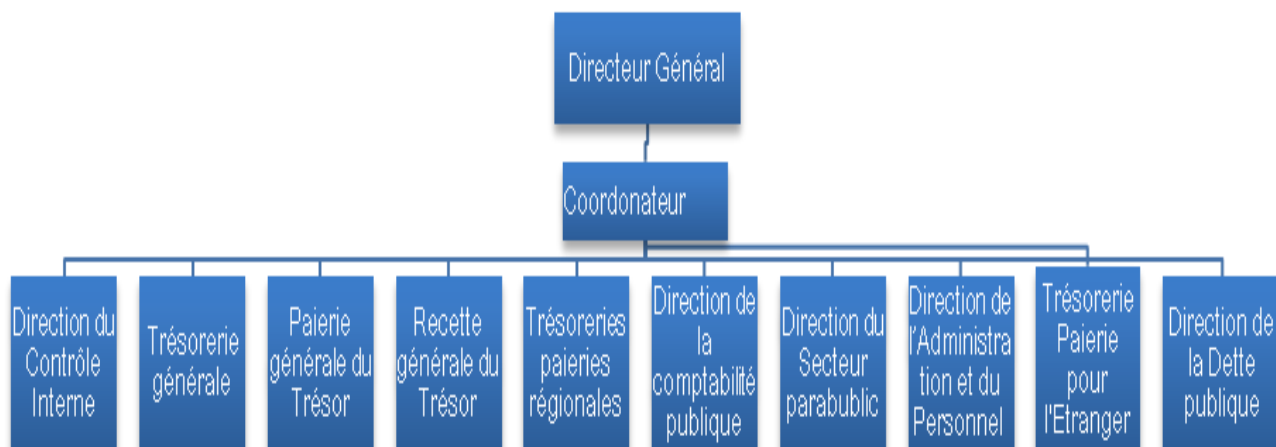 Directeur Général
Coordonateur
Direction du
Contrôle
Interne
Trésorerie
générale
Paierie
générale du
Trésor
Recette
générale du
Trésor
Trésoreries
paieries
régionales
Direction de
la
comptabilité
publique
Direction du
Secteur
parabublic
Direction de
l'Administra
tion et du
Personnel
Trésorerie
Paierie
pour
l'Etranger
Direction de
la Dette
publique